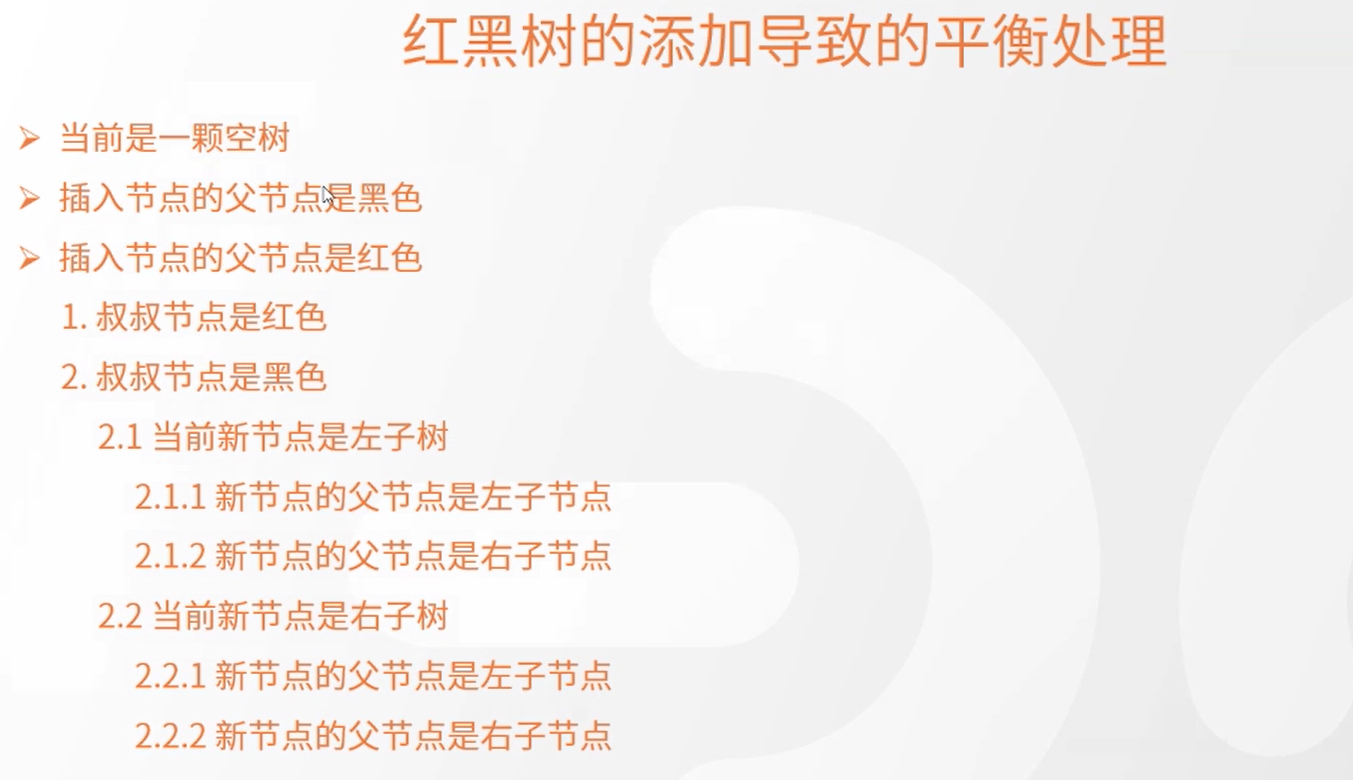 红黑树的添加导致的平衡处理
➢ 当前是一颗空树
➢ 插入节点的父节点是黑色
➢ 插入节点的父节点是红色
1. 叔叔节点是红色
2. 叔叔节点是黑色
2.1 当前新节点是左子树
2.1.1 新节点的父节点是左子节点
2.1.2 新节点的父节点是右子节点
2.2 当前新节点是右子树
2.2.1 新节点的父节点是左子节点
2.2.2 新节点的父节点是右子节点